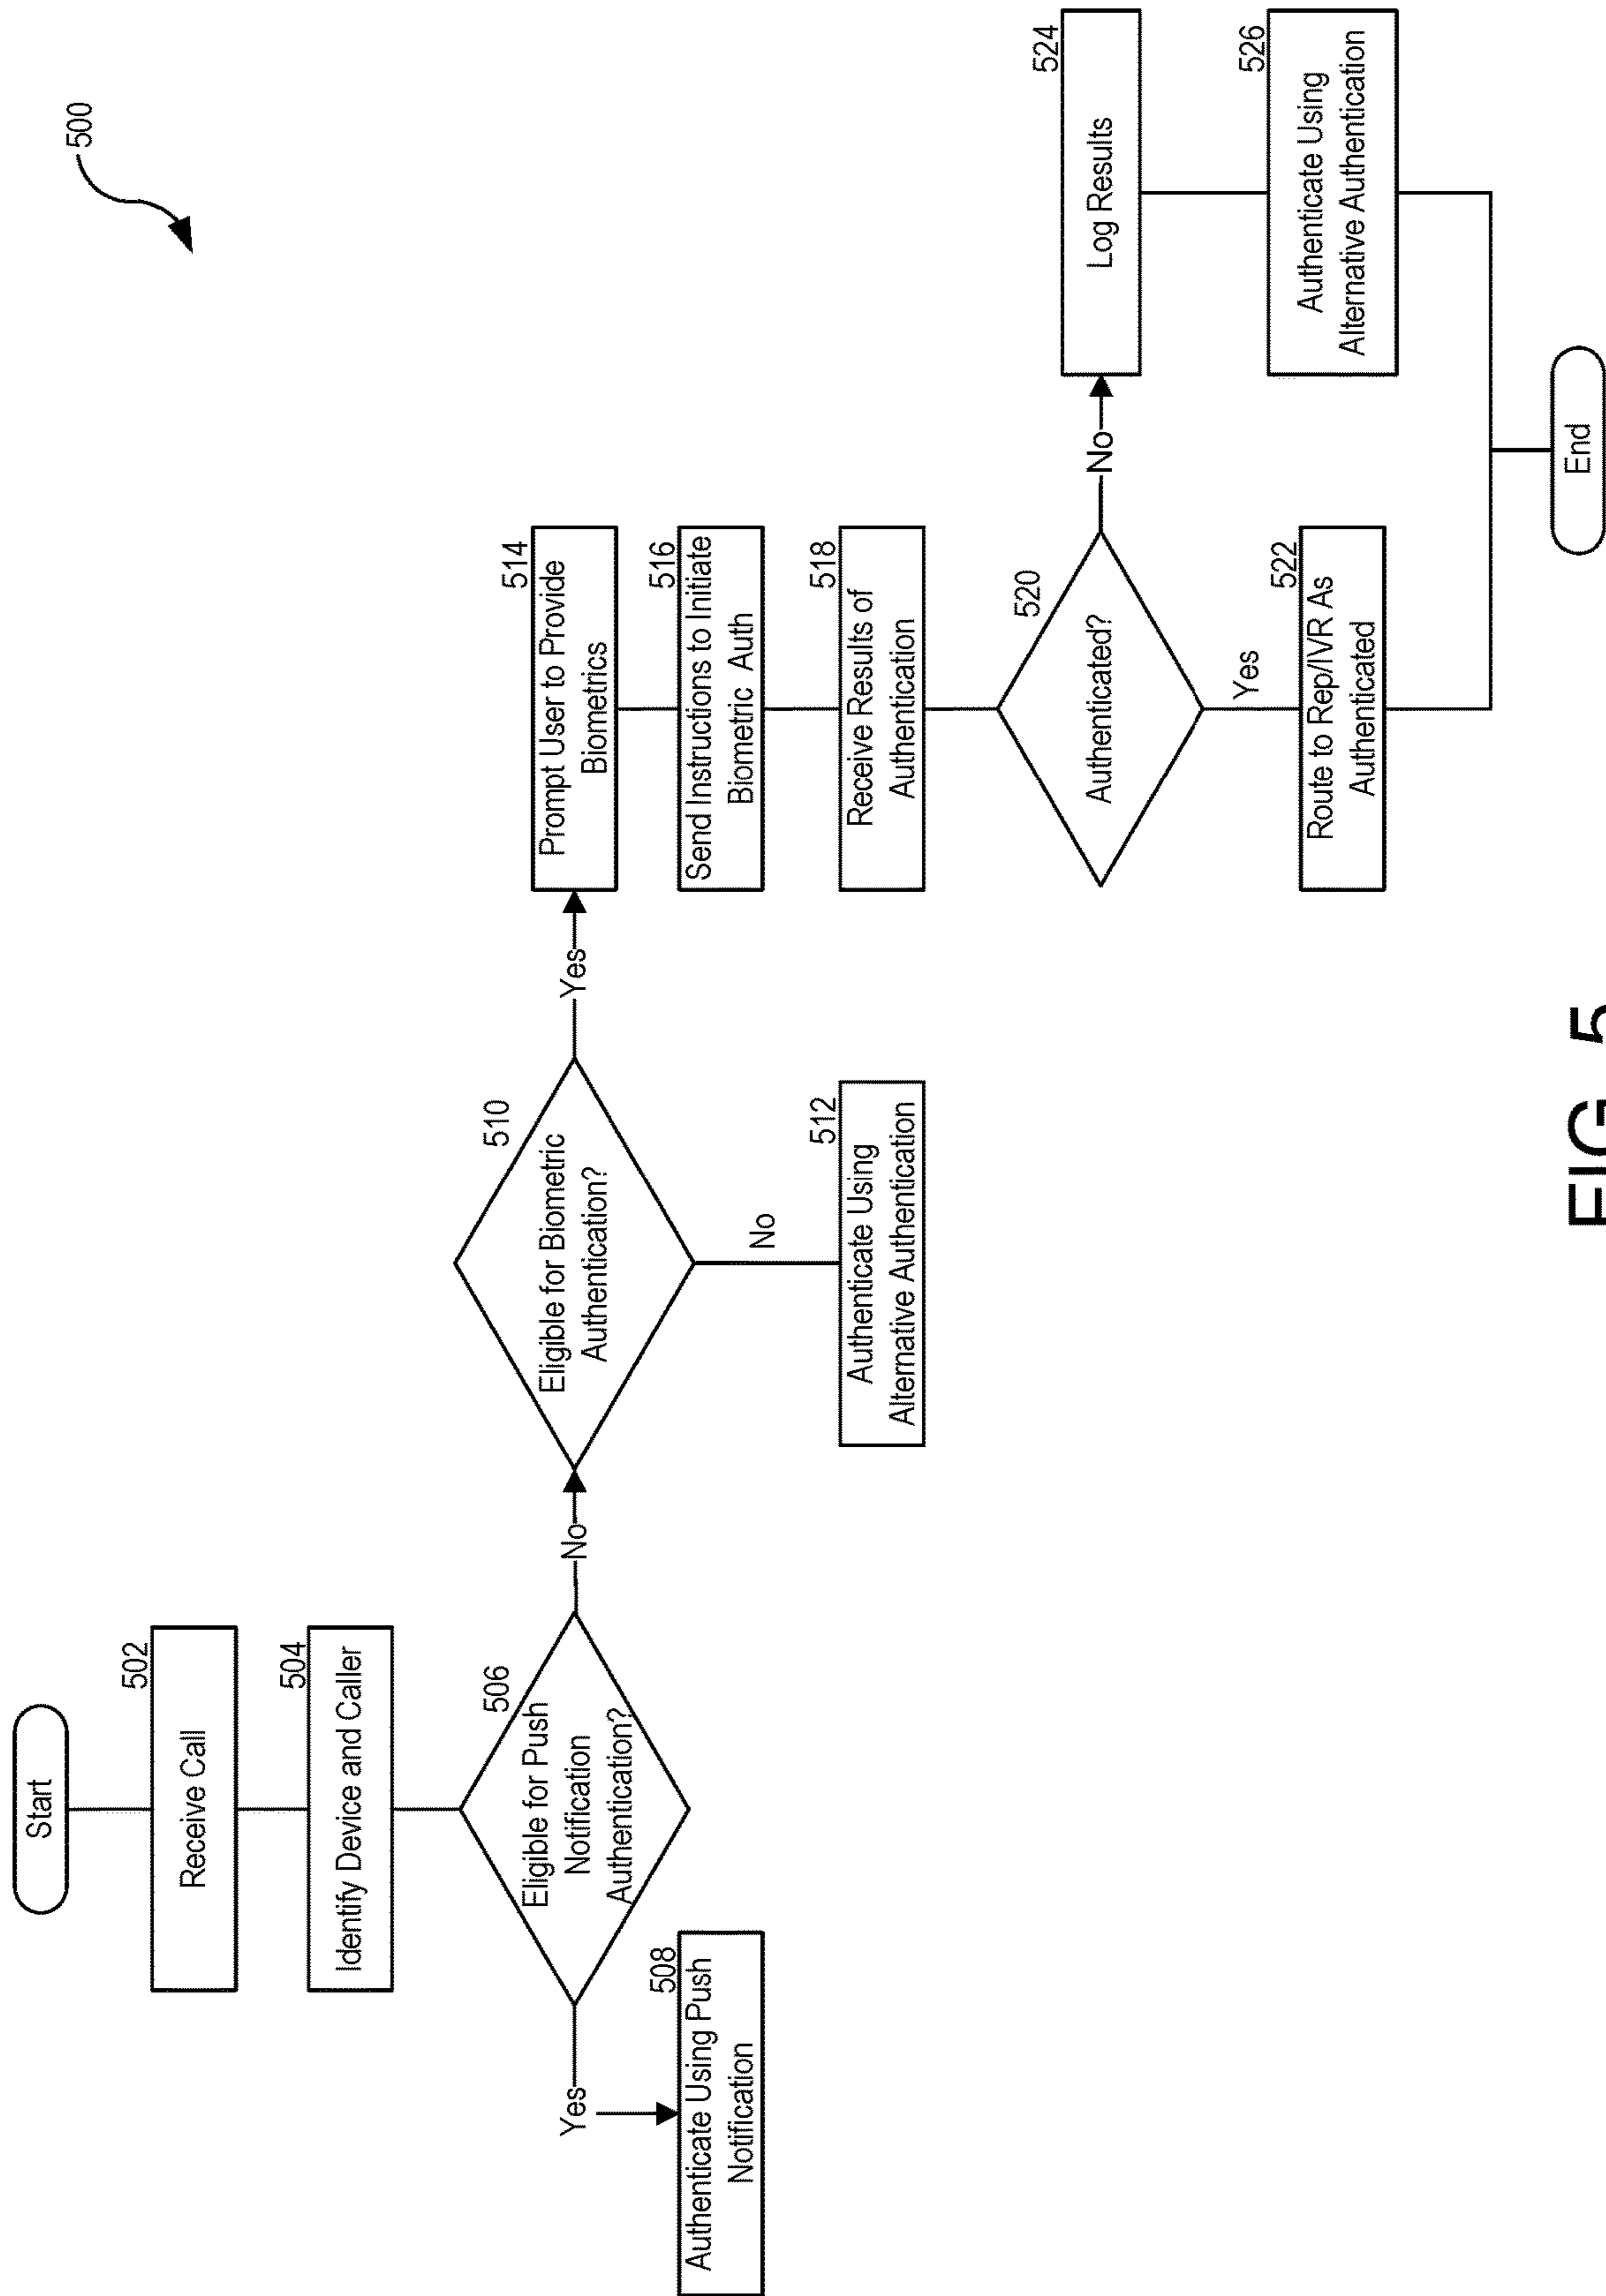 500
Start
502
Receive Call
504
Identify Device and Caller
506
Eligible for Push
Notification
Authentication?
Yes
508
Authenticate Using Push
Notification
No
510
Eligible for Biometric
Authentication?
No
512
Authenticate Using
Alternative Authentication
Yes
514
Prompt User to Provide
Biometrics
516
Send Instructions to Initiate
Biometric Auth
518
Receive Results of
Authentication
520
Authenticated?
Yes
522
Route to Rep/IVR As
Authenticated
No
524
Log Results
526
Authenticate Using
Alternative Authentication
End
FIG. 5